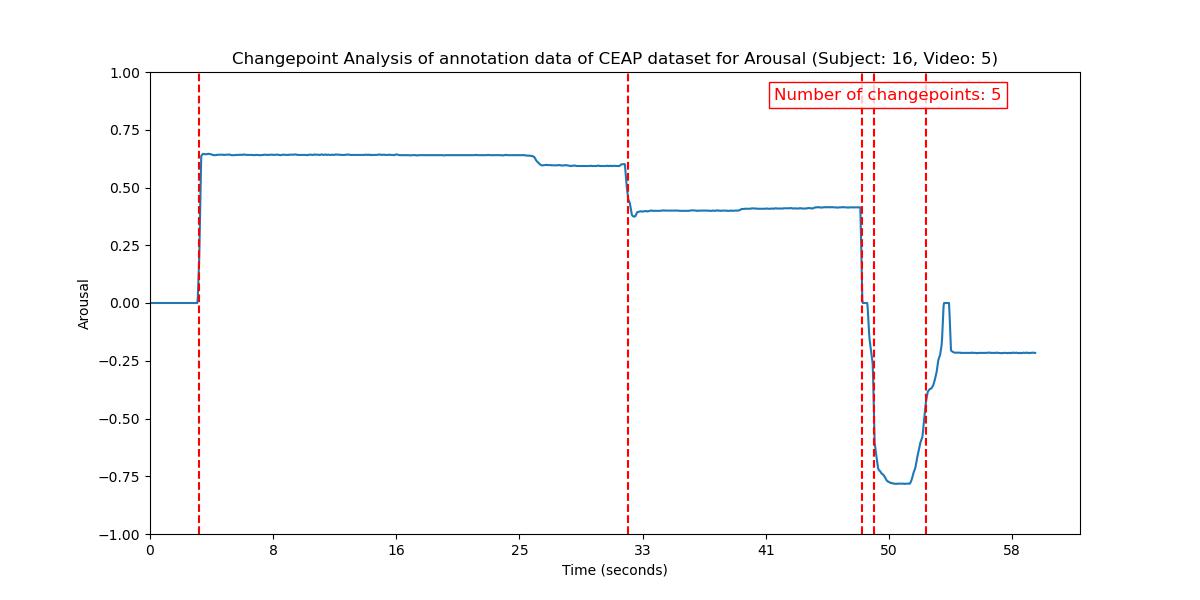 Changepoint Analysis of annotation data of CEAP dataset for Arousal (Subject: 16, Video: 5)
Number of changepoints: 5
1.00
0.75
0.50
0.25
0.00
−0.25
−0.50
−0.75
−1.00
Arousal
0 8 16 25 33 41 50 58
Time (seconds)